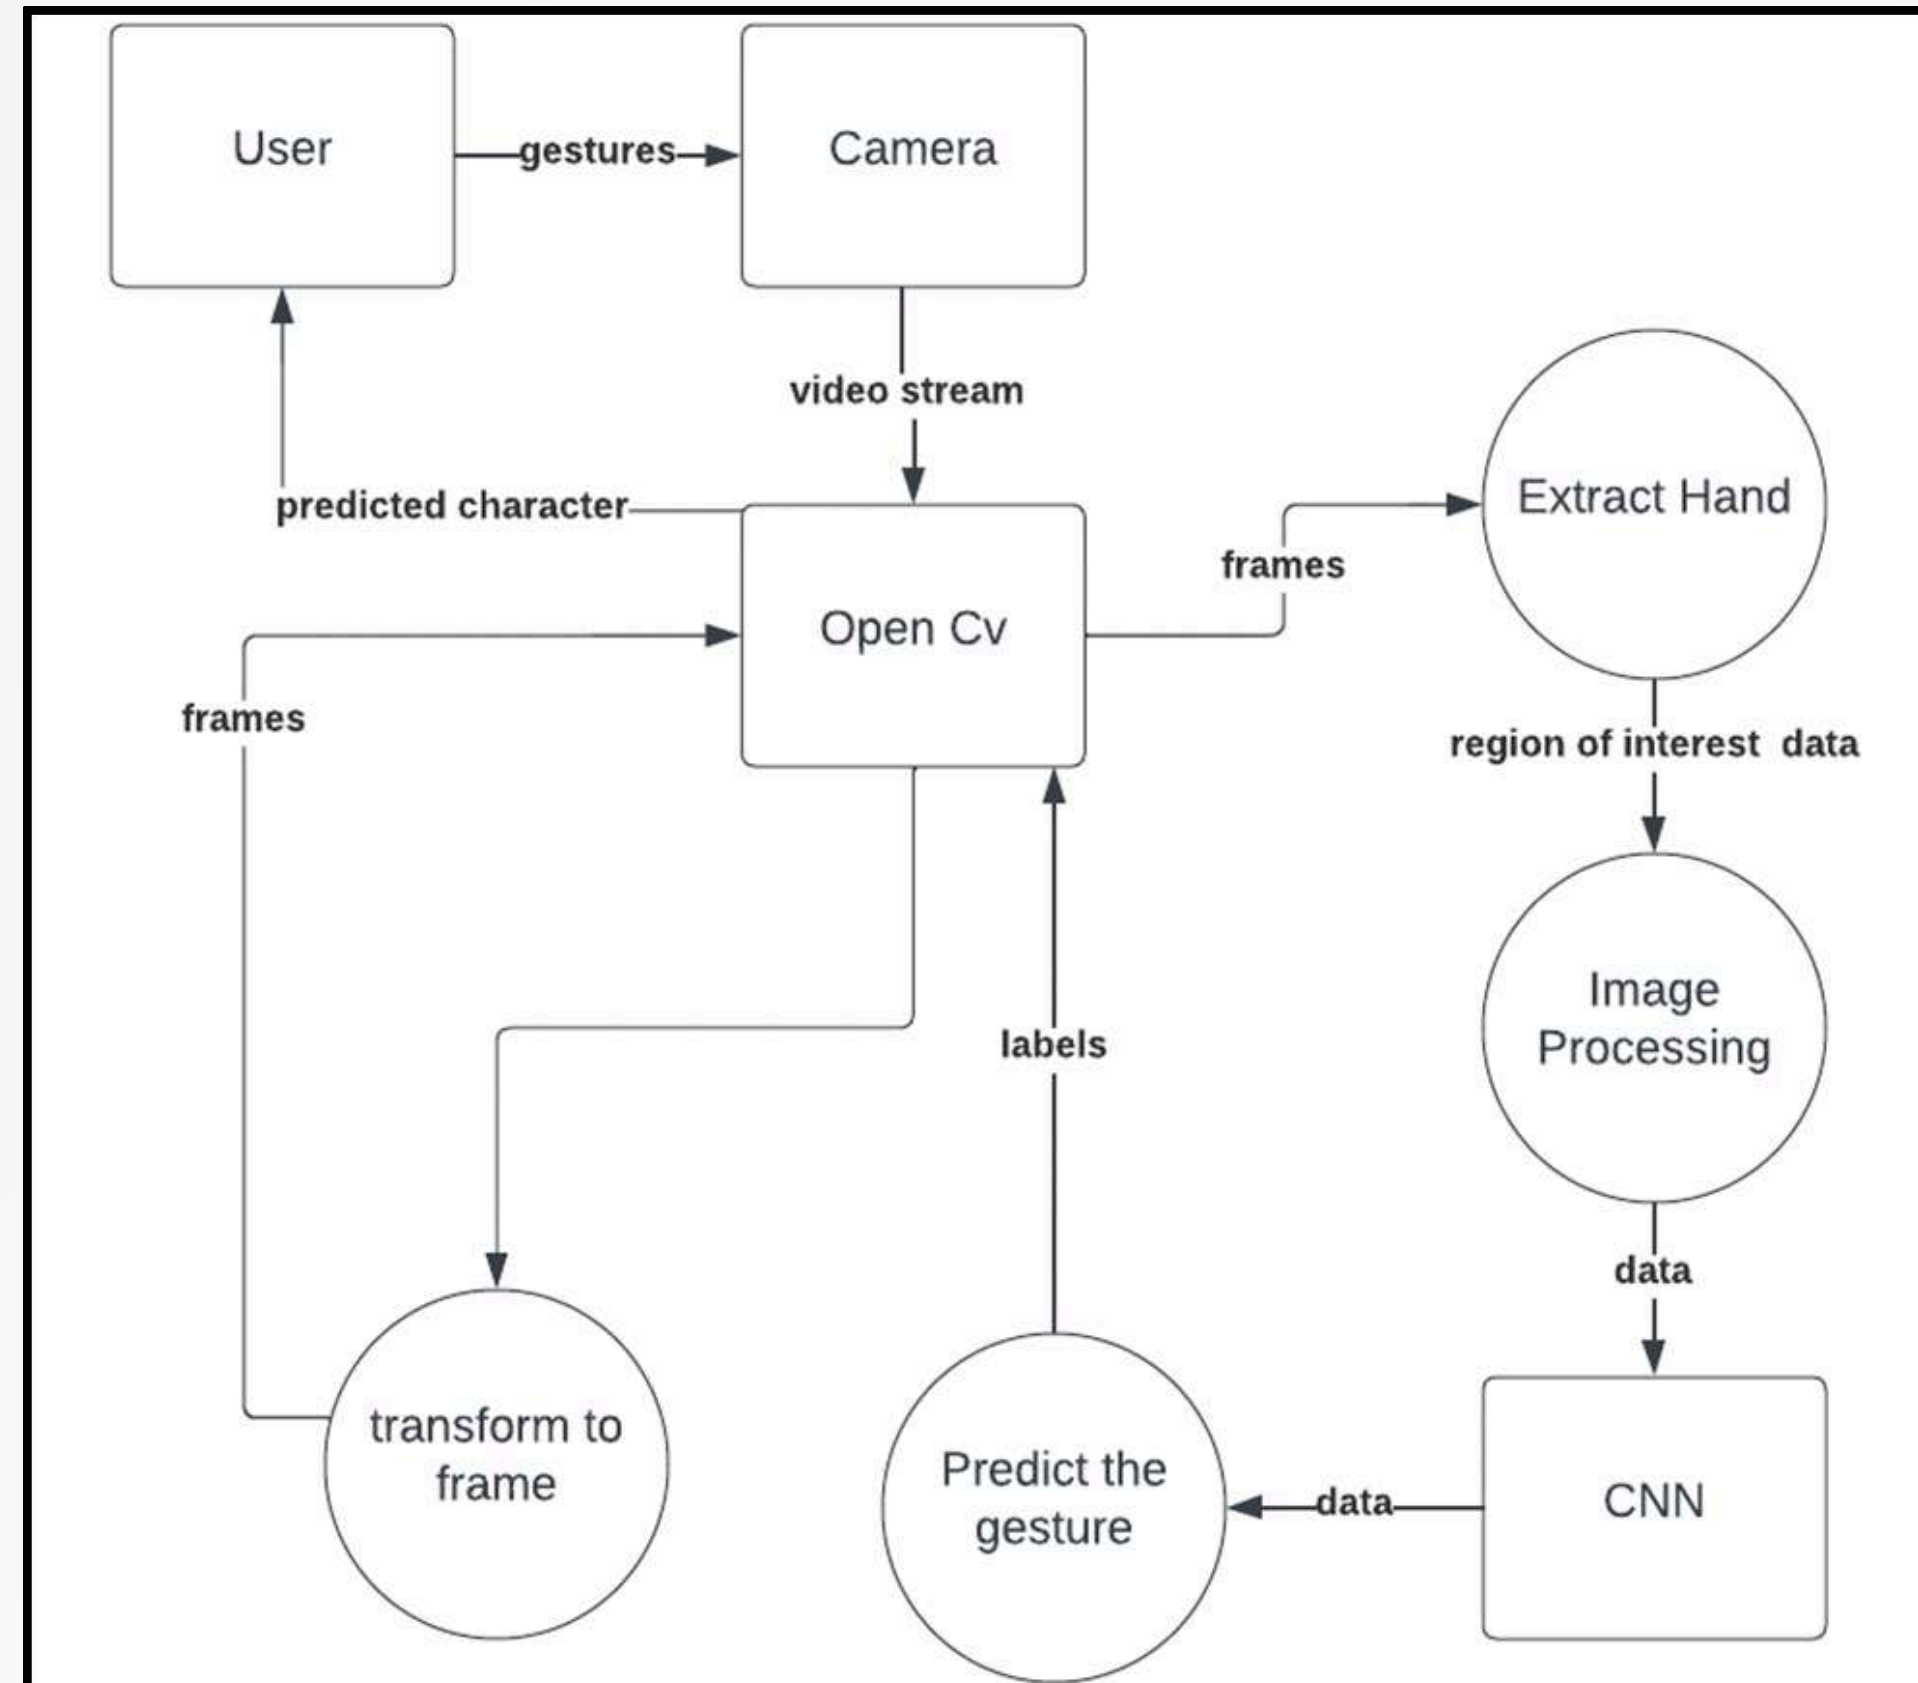 User
gestures
Camera
video stream
predicted character
Extract Hand
frames
Open Cv
frames
region of interest  data
Image
Processing
labels
data
transform to
frame
Predict the
gesture
data
CNN